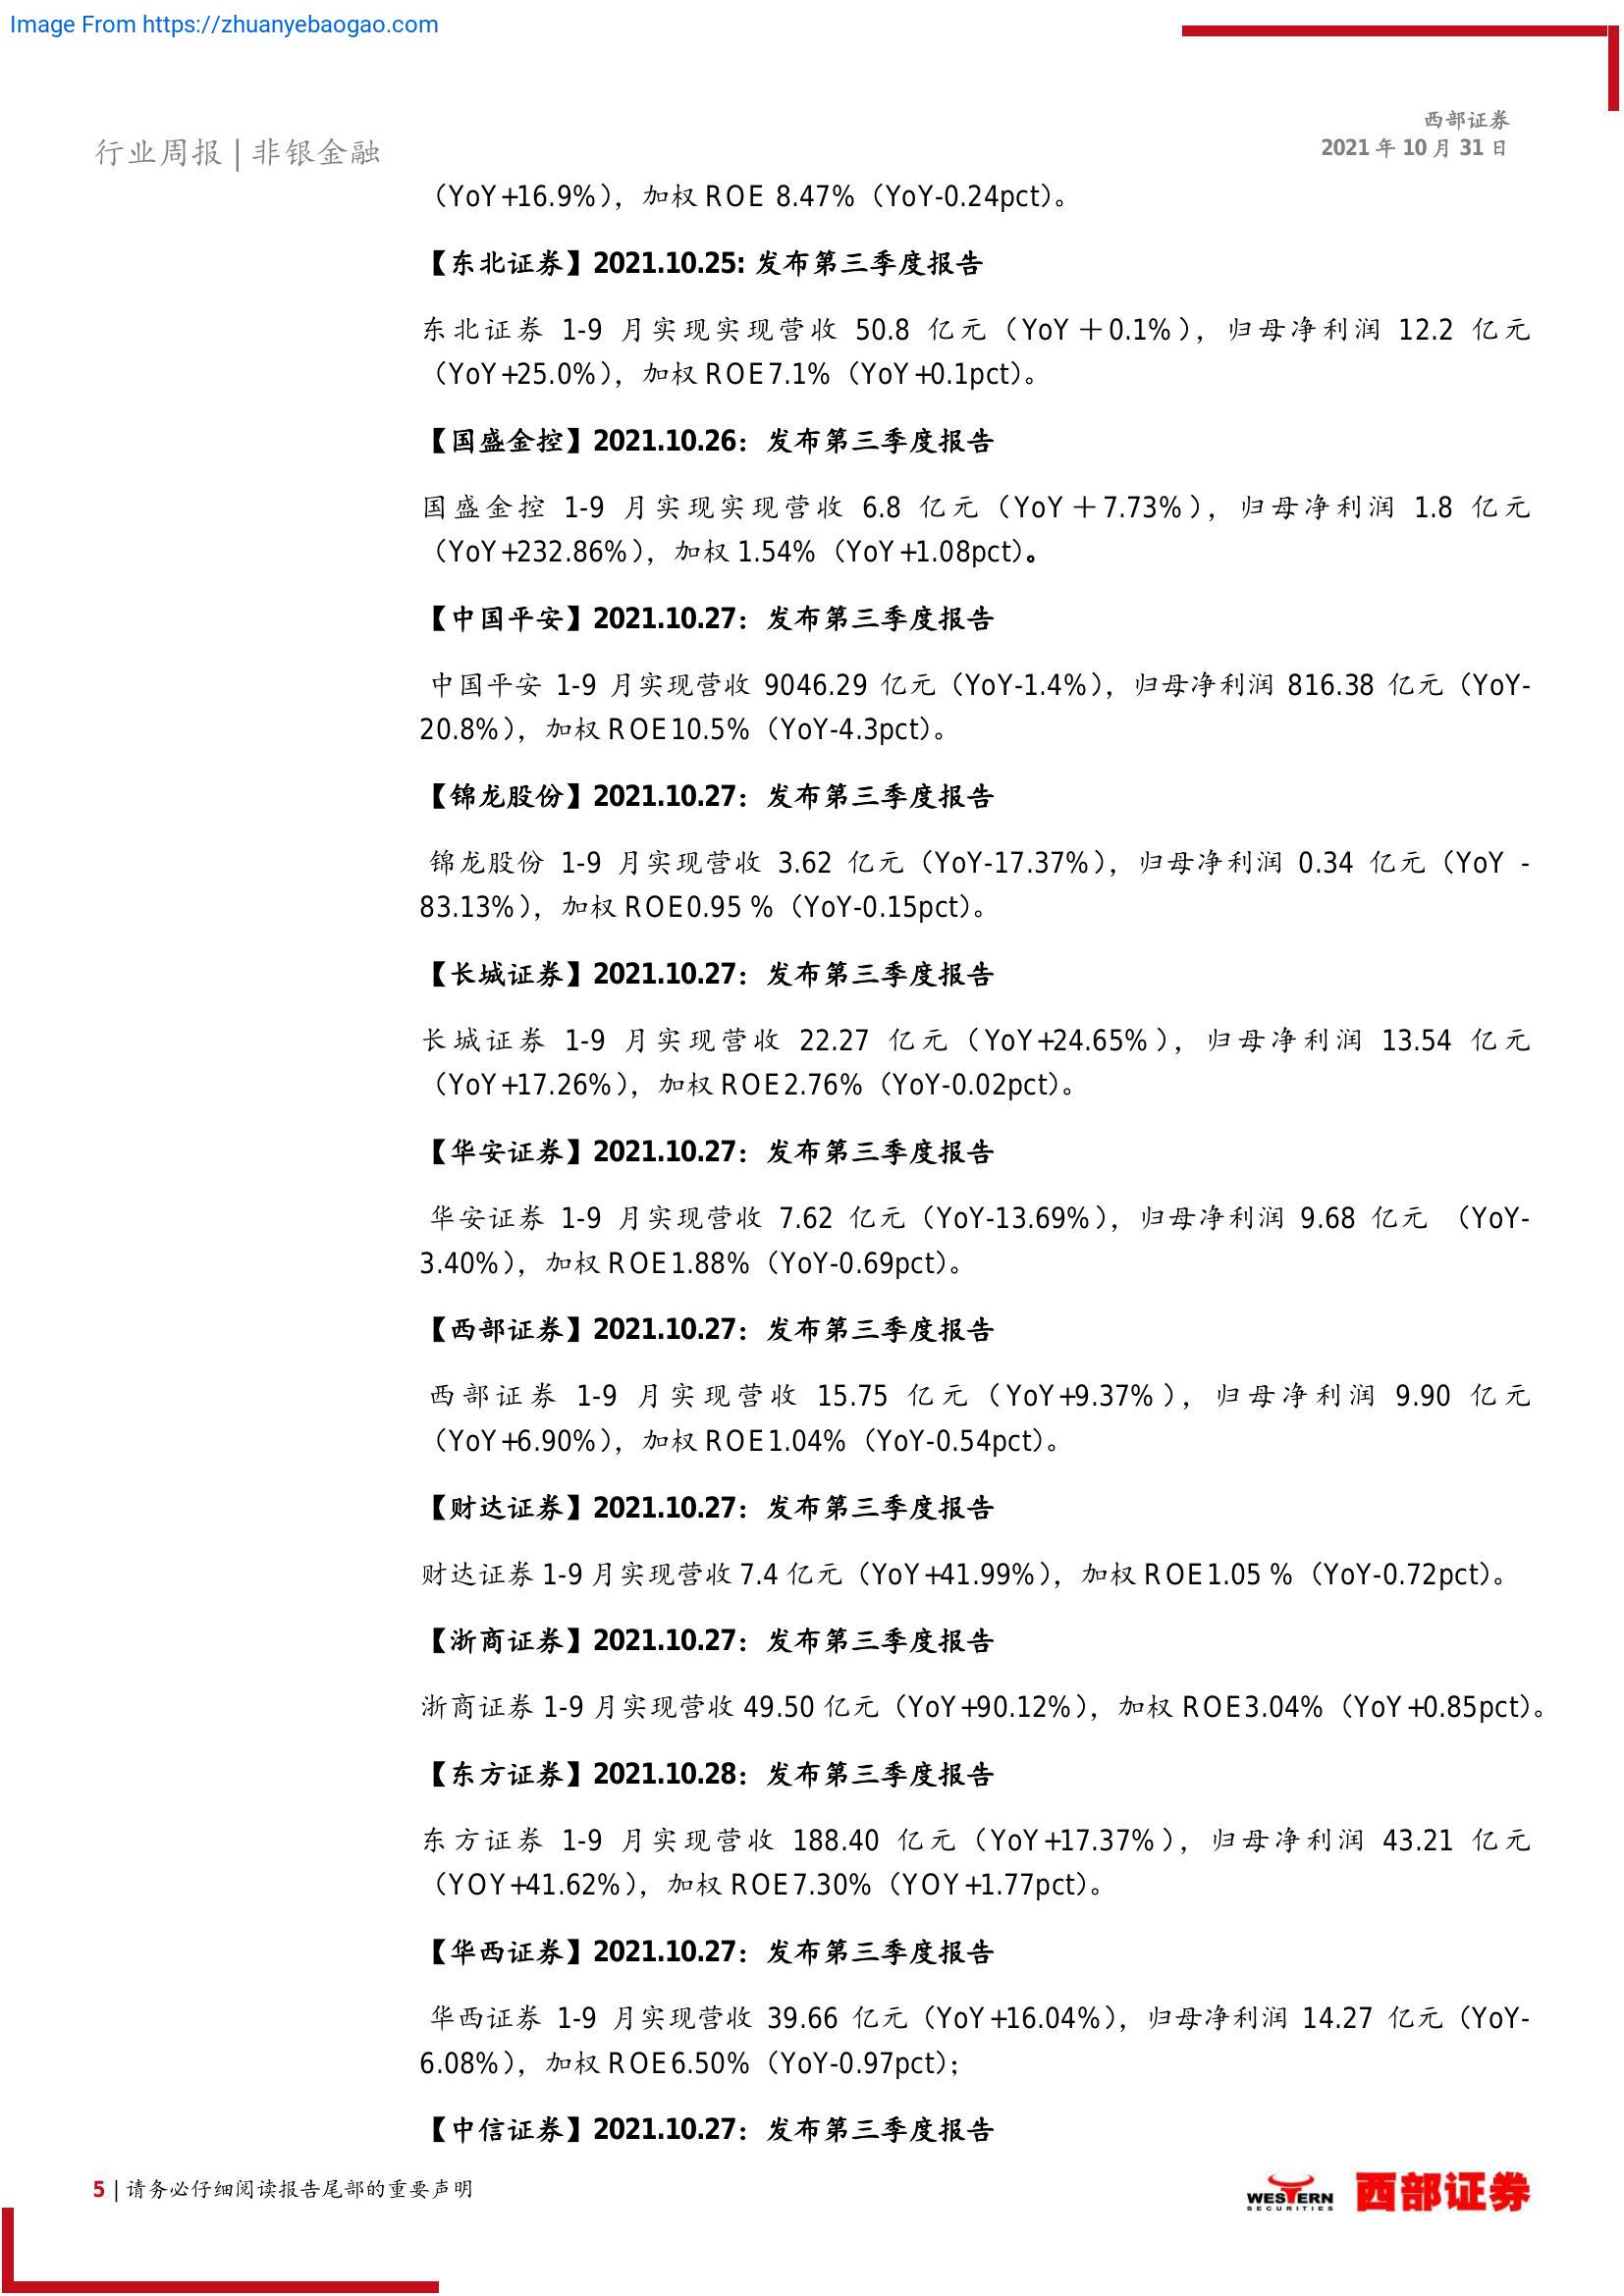 Image From https://zhuanyebaogao.com
西部证券
2021 年 10 月 31 日
行业周报 | 非银金融
（YoY+16.9%），加权 ROE 8.47%（YoY-0.24pct）。
【东北证券】2021.10.25: 发布第三季度报告
东北证券 1-9 月实现实现营收 50.8 亿元（YoY＋0.1%），归母净利润 12.2 亿元
（YoY+25.0%），加权 ROE7.1%（YoY+0.1pct）。
【国盛金控】2021.10.26：发布第三季度报告
国盛金控 1-9 月实现实现营收 6.8 亿元（YoY＋7.73%），归母净利润 1.8 亿元
（YoY+232.86%），加权 1.54%（YoY+1.08pct）。
【中国平安】2021.10.27：发布第三季度报告
中国平安 1-9 月实现营收 9046.29 亿元（YoY-1.4%），归母净利润 816.38 亿元（YoY-
20.8%），加权 ROE10.5%（YoY-4.3pct）。
【锦龙股份】2021.10.27：发布第三季度报告
锦龙股份 1-9 月实现营收 3.62 亿元（YoY-17.37%），归母净利润 0.34 亿元（YoY -
83.13%），加权 ROE0.95 %（YoY-0.15pct）。
【长城证券】2021.10.27：发布第三季度报告
长城证券 1-9 月实现营收 22.27 亿元（YoY+24.65%），归母净利润 13.54 亿元
（YoY+17.26%），加权 ROE2.76%（YoY-0.02pct）。
【华安证券】2021.10.27：发布第三季度报告
华安证券 1-9 月实现营收 7.62 亿元（YoY-13.69%），归母净利润 9.68 亿元 （YoY-
3.40%），加权 ROE1.88%（YoY-0.69pct）。
【西部证券】2021.10.27：发布第三季度报告
西部证券 1-9 月实现营收 15.75 亿元（YoY+9.37%），归母净利润 9.90 亿元
（YoY+6.90%），加权 ROE1.04%（YoY-0.54pct）。
【财达证券】2021.10.27：发布第三季度报告
财达证券 1-9 月实现营收 7.4 亿元（YoY+41.99%），加权 ROE1.05 %（YoY-0.72pct）。
【浙商证券】2021.10.27：发布第三季度报告
浙商证券 1-9 月实现营收 49.50 亿元（YoY+90.12%），加权 ROE3.04%（YoY+0.85pct）。
【东方证券】2021.10.28：发布第三季度报告
东方证券 1-9 月实现营收 188.40 亿元（YoY+17.37%），归母净利润 43.21 亿元
（YOY+41.62%），加权 ROE7.30%（YOY+1.77pct）。
【华西证券】2021.10.27：发布第三季度报告
华西证券 1-9 月实现营收 39.66 亿元（YoY+16.04%），归母净利润 14.27 亿元（YoY-
6.08%），加权 ROE6.50%（YoY-0.97pct）；
【中信证券】2021.10.27：发布第三季度报告
5 | 请务必仔细阅读报告尾部的重要声明
WESTERN
SECURITIES
西部证券